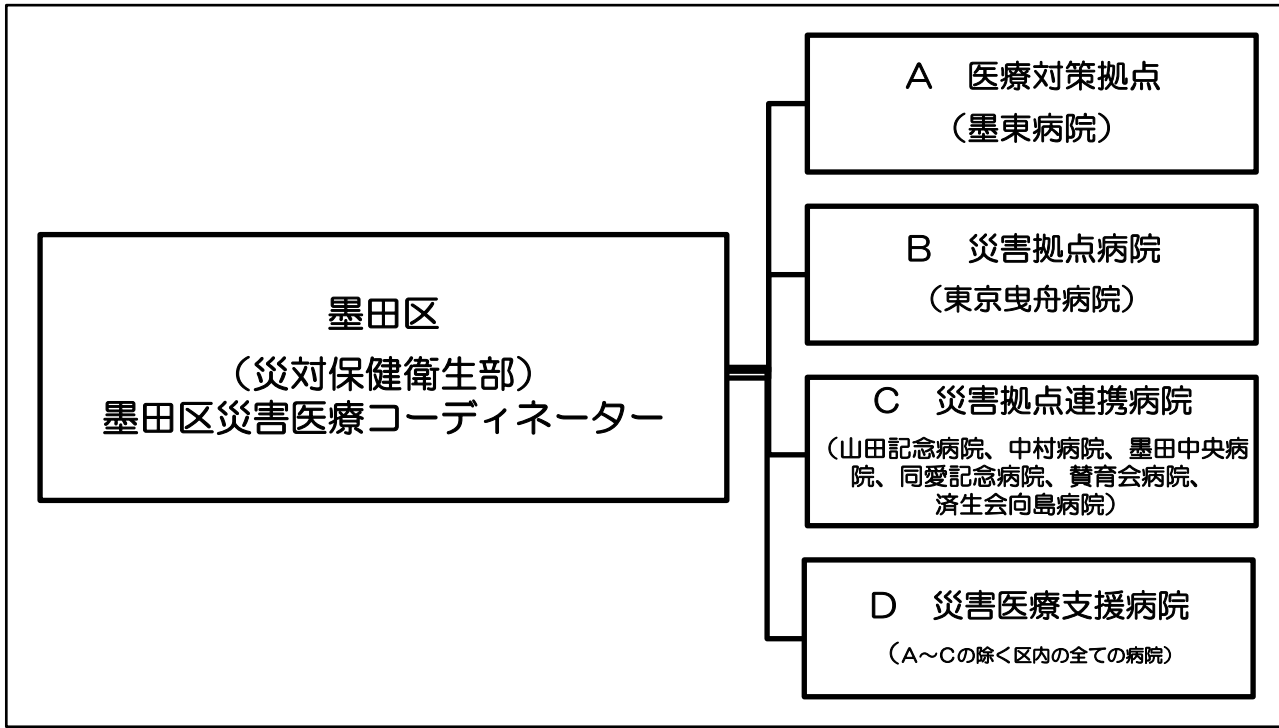 墨田区
（災対保健衛生部）
墨田区災害医療コーディネーター
A　医療対策拠点
（墨東病院）
B　災害拠点病院
（東京曳舟病院）
C　災害拠点連携病院
（山田記念病院、中村病院、墨田中央病
院、同愛記念病院、賛育会病院、
済生会向島病院）
D　災害医療支援病院
（A～Cの除く区内の全ての病院）